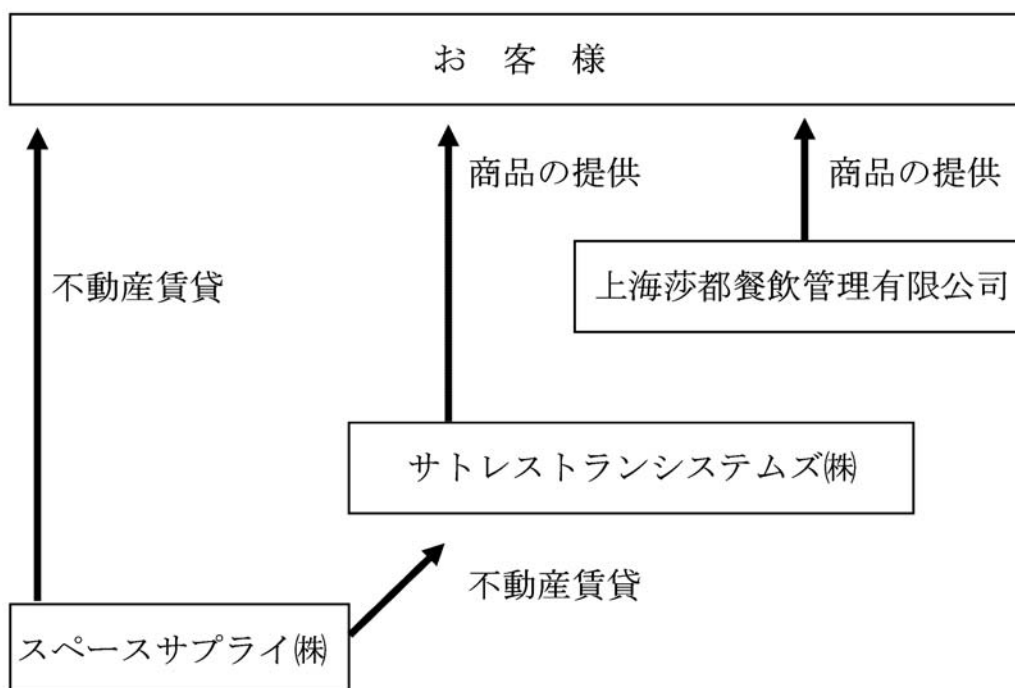 お 客 様
商品の提供
商品の提供
不動産賃貸
上海莎都餐飲管理有限公司
サトレストランシステムズ㈱
不動産賃貸
スペースサプライ㈱